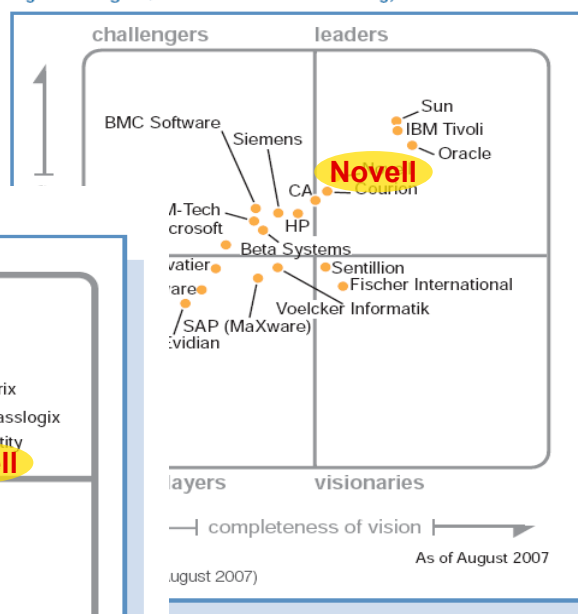 challengers
leaders
Sun
BMC Software
IBM Tivoli
Siemens
Oracle
Novell
CA
Courion
M-Tech
HP
crosoft
Beta Systems
vatier
Sentillion
are
Fischer International
Voelcker Informatik
SAP (MaXware)
Evidian
rix
asslogix
tity
ll
layers
visionaries
completeness of vision
As of August 2007
ugust 2007)